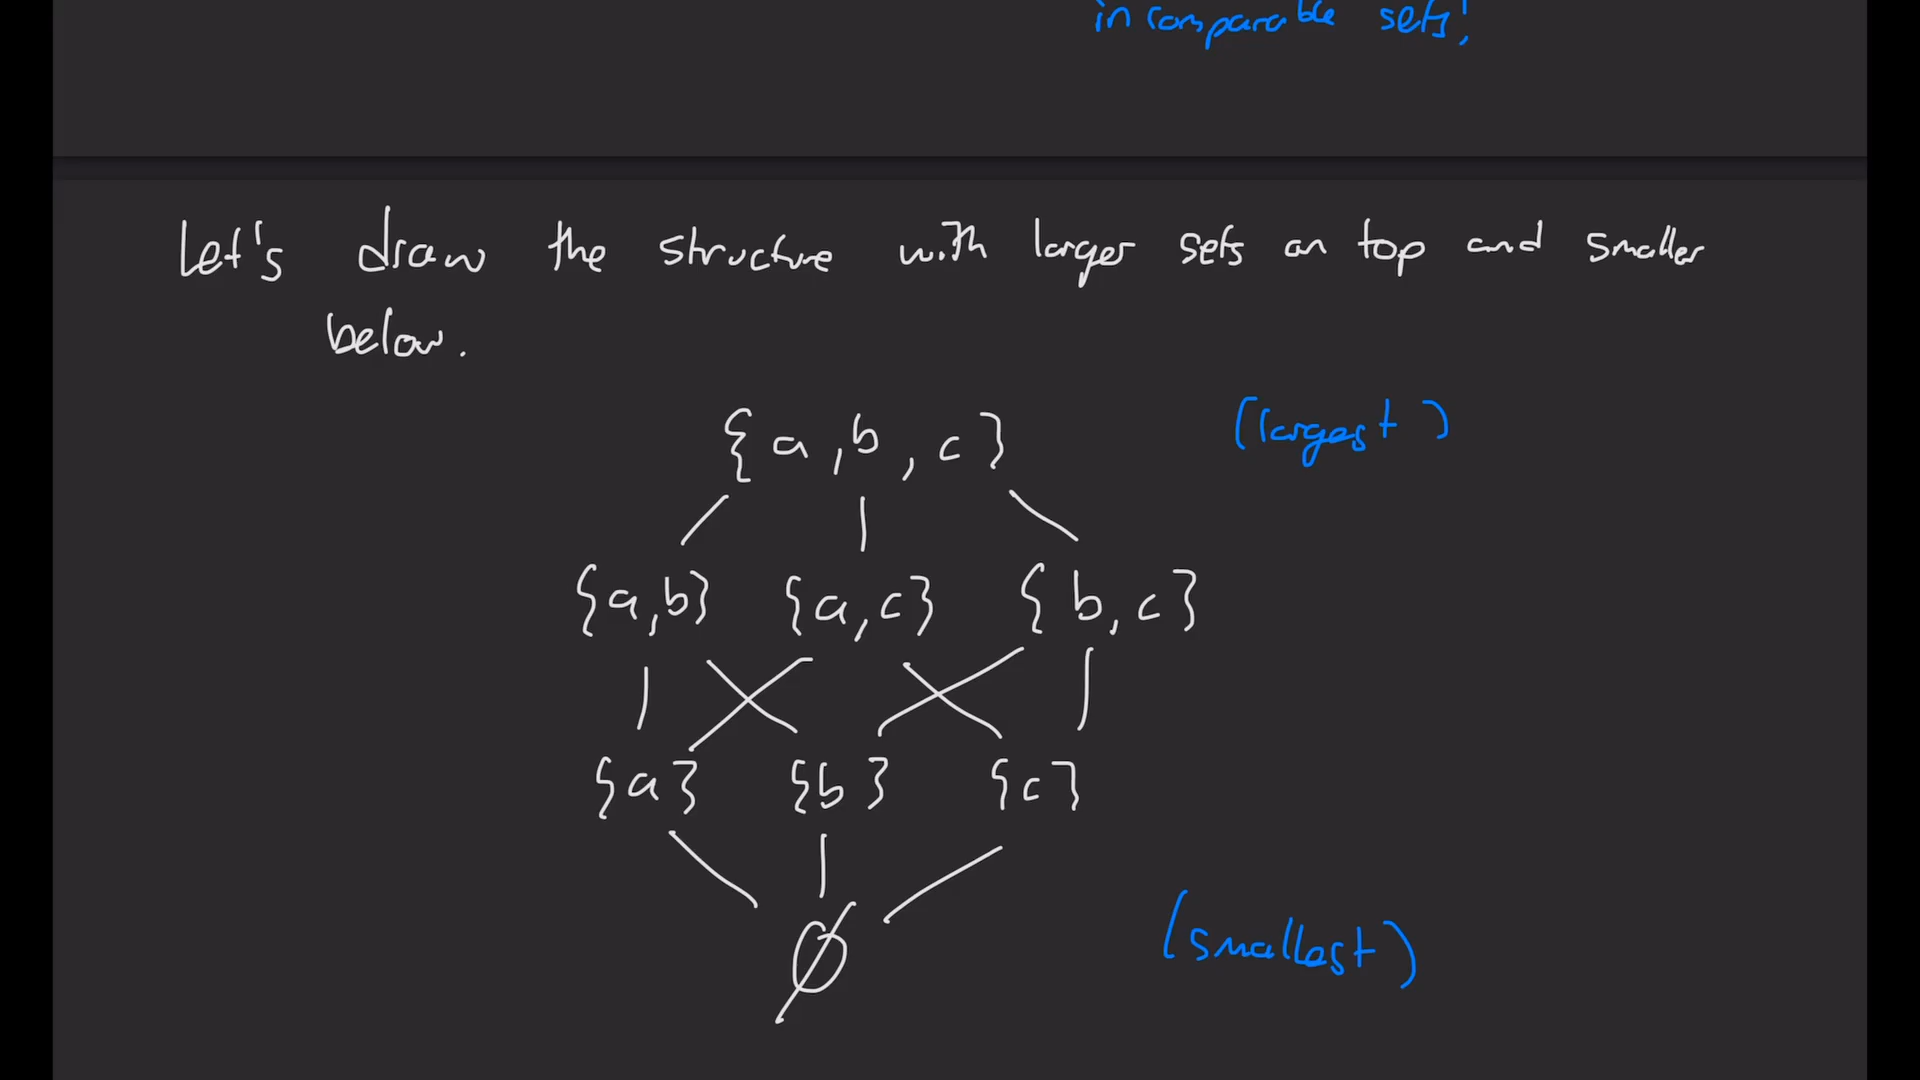 incomparable sets!
Let's draw the structure with larger sets on top and smaller
below.
{a,b,c} (largest)
{a,b} {a,c} {b,c}
{a} {b} {c}
∅ (smallest)